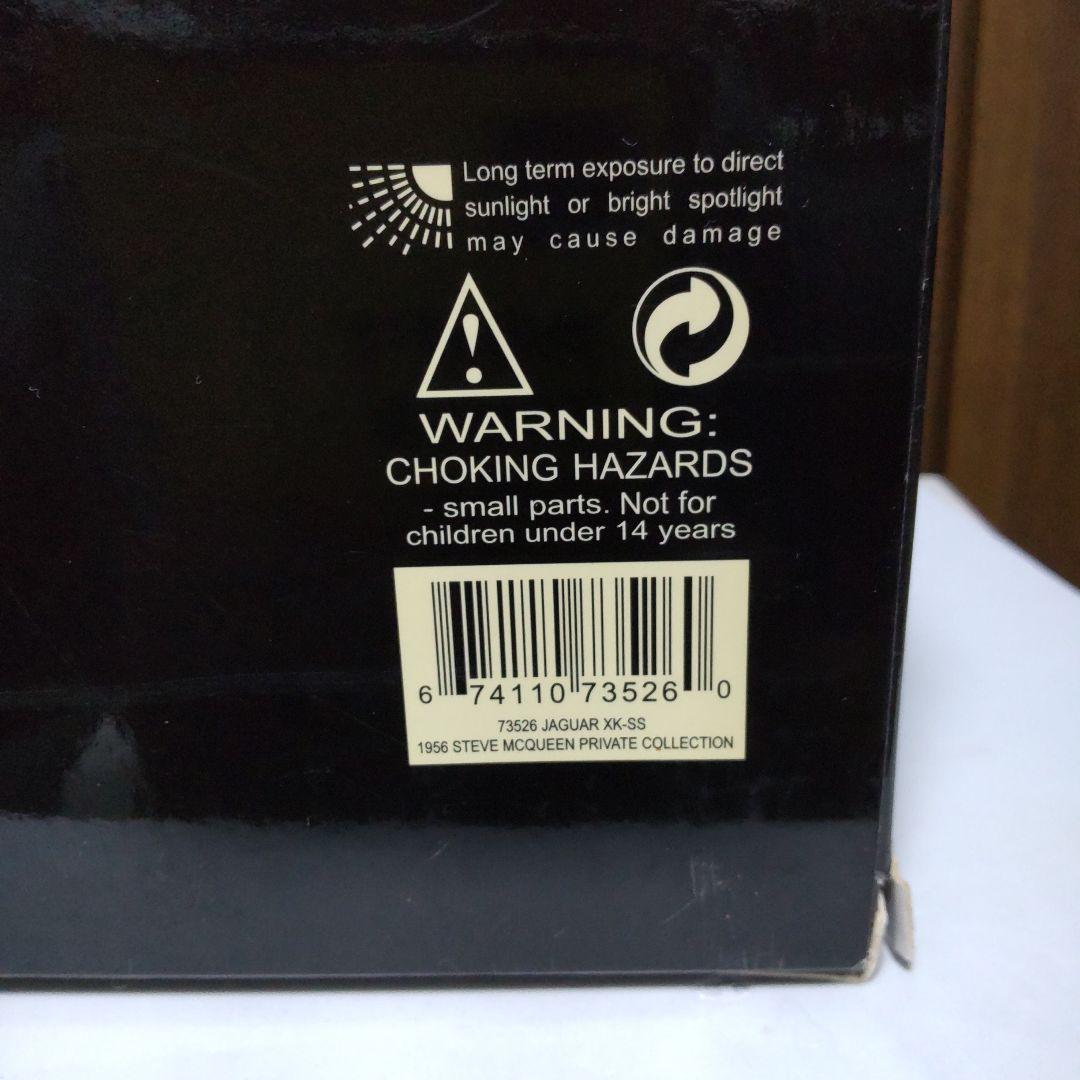 Long term exposure to direct
sunlight or bright spotlight
may cause damage
WARNING:
CHOKING HAZARDS
- small parts. Not for
children under 14 years
6 74110 73526 0
73526 JAGUAR XK-SS
1956 STEVE MCQUEEN PRIVATE COLLECTION